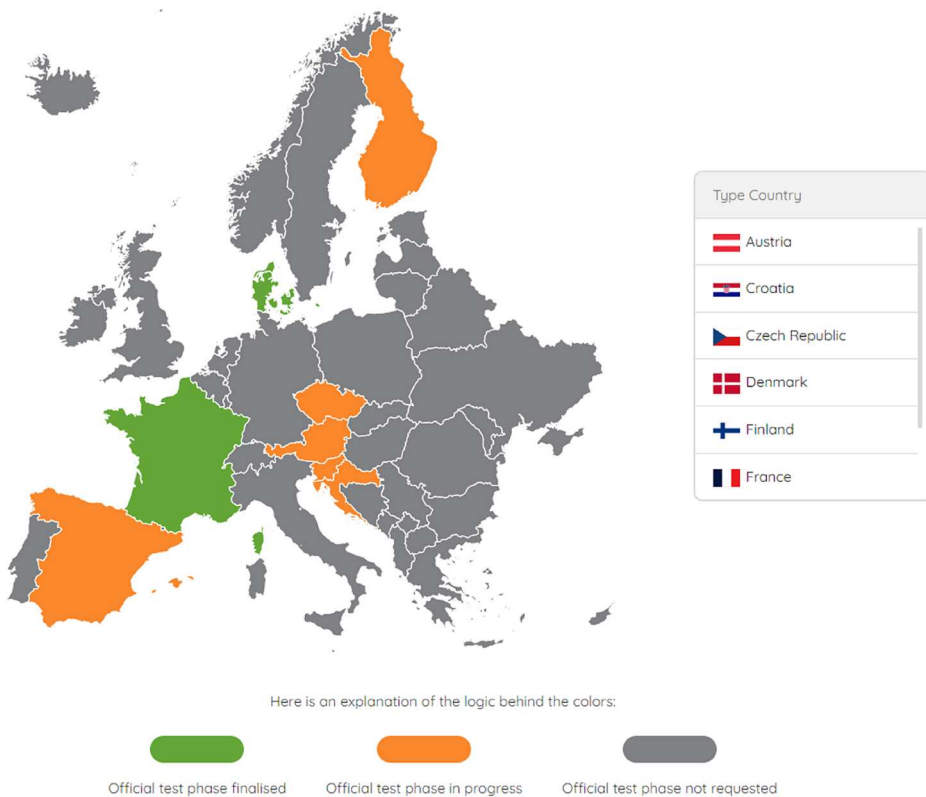 Type Country
Austria
Croatia
Czech Republic
Denmark
Finland
France
Here is an explanation of the logic behind the colors:
Official test phase finalised
Official test phase in progress
Official test phase not requested